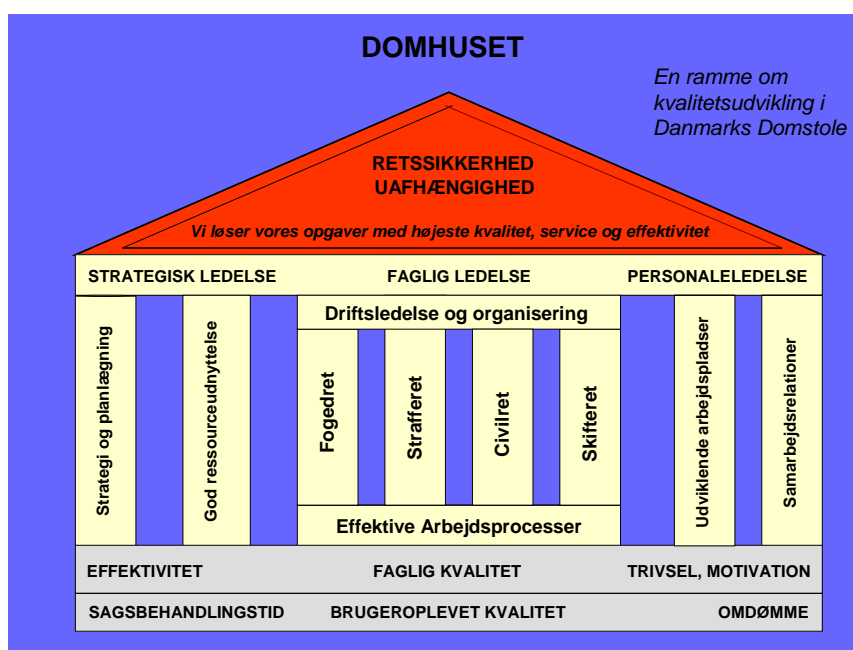 DOMHUSET
En ramme om
kvalitetsudvikling i
Danmarks Domstole
RETSSIKKERHED
UAFHÆNGIGHED
Vi løser vores opgaver med højeste kvalitet, service og effektivitet
STRATEGISK LEDELSE
FAGLIG LEDELSE
PERSONALELEDELSE
Strategi og planlægning
God ressourceudnyttelse
Driftsledelse og organisering
Fogedret
Strafferet
Civilret
Skifteret
Effektive Arbejdsprocesser
Udviklende arbejdspladser
Samarbejdsrelationer
EFFEKTIVITET
FAGLIG KVALITET
TRIVSEL, MOTIVATION
SAGSBEHANDLINGSTID
BRUGEROPLEVET KVALITET
OMDØMME